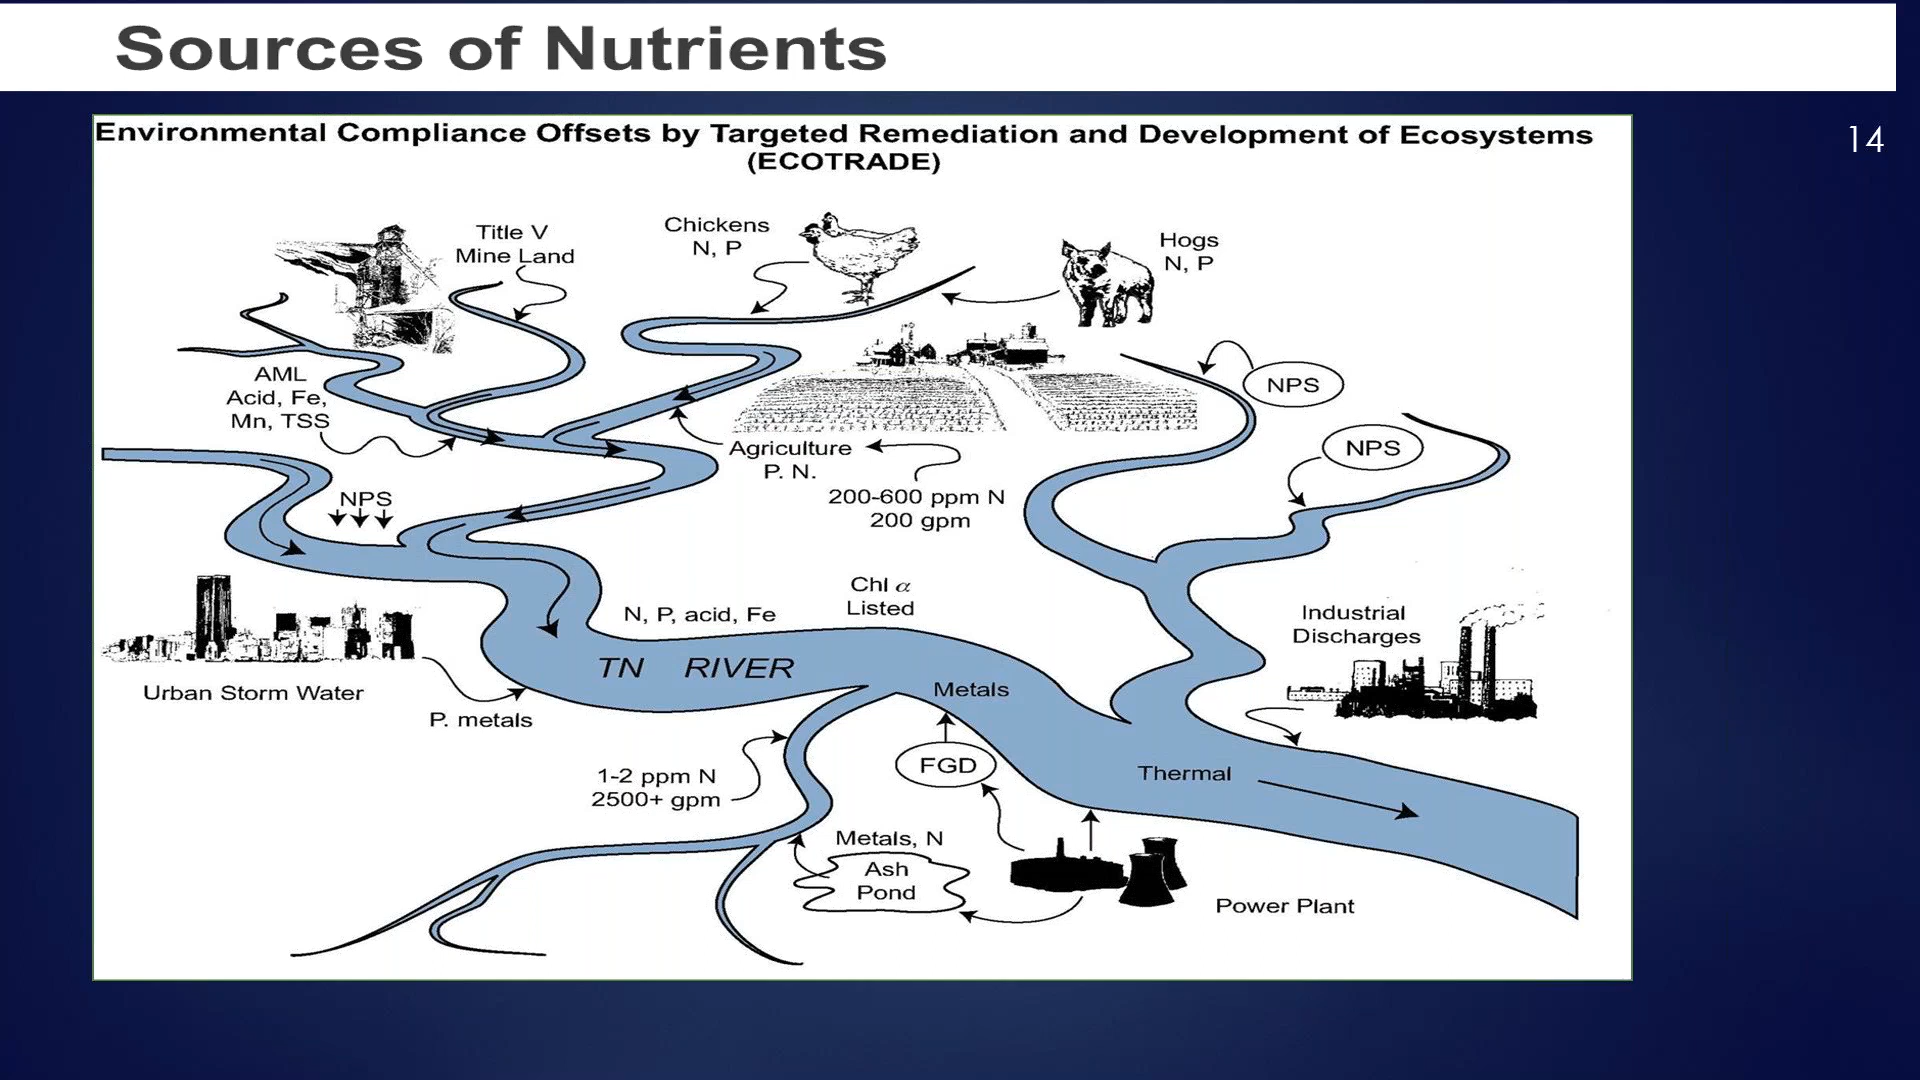 Sources of Nutrients
14
Environmental Compliance Offsets by Targeted Remediation and Development of Ecosystems
(ECOTRADE)
Title V
Mine Land
Chickens
N, P
Hogs
N, P
AML
Acid, Fe,
Mn, TSS
NPS
NPS
Agriculture
P. N.
200-600 ppm N
200 gpm
NPS
Chl α
Listed
N, P, acid, Fe
Industrial
Discharges
TN RIVER
Urban Storm Water
P. metals
Metals
FGD
Thermal
1-2 ppm N
2500+ gpm
Metals, N
Ash
Pond
Power Plant